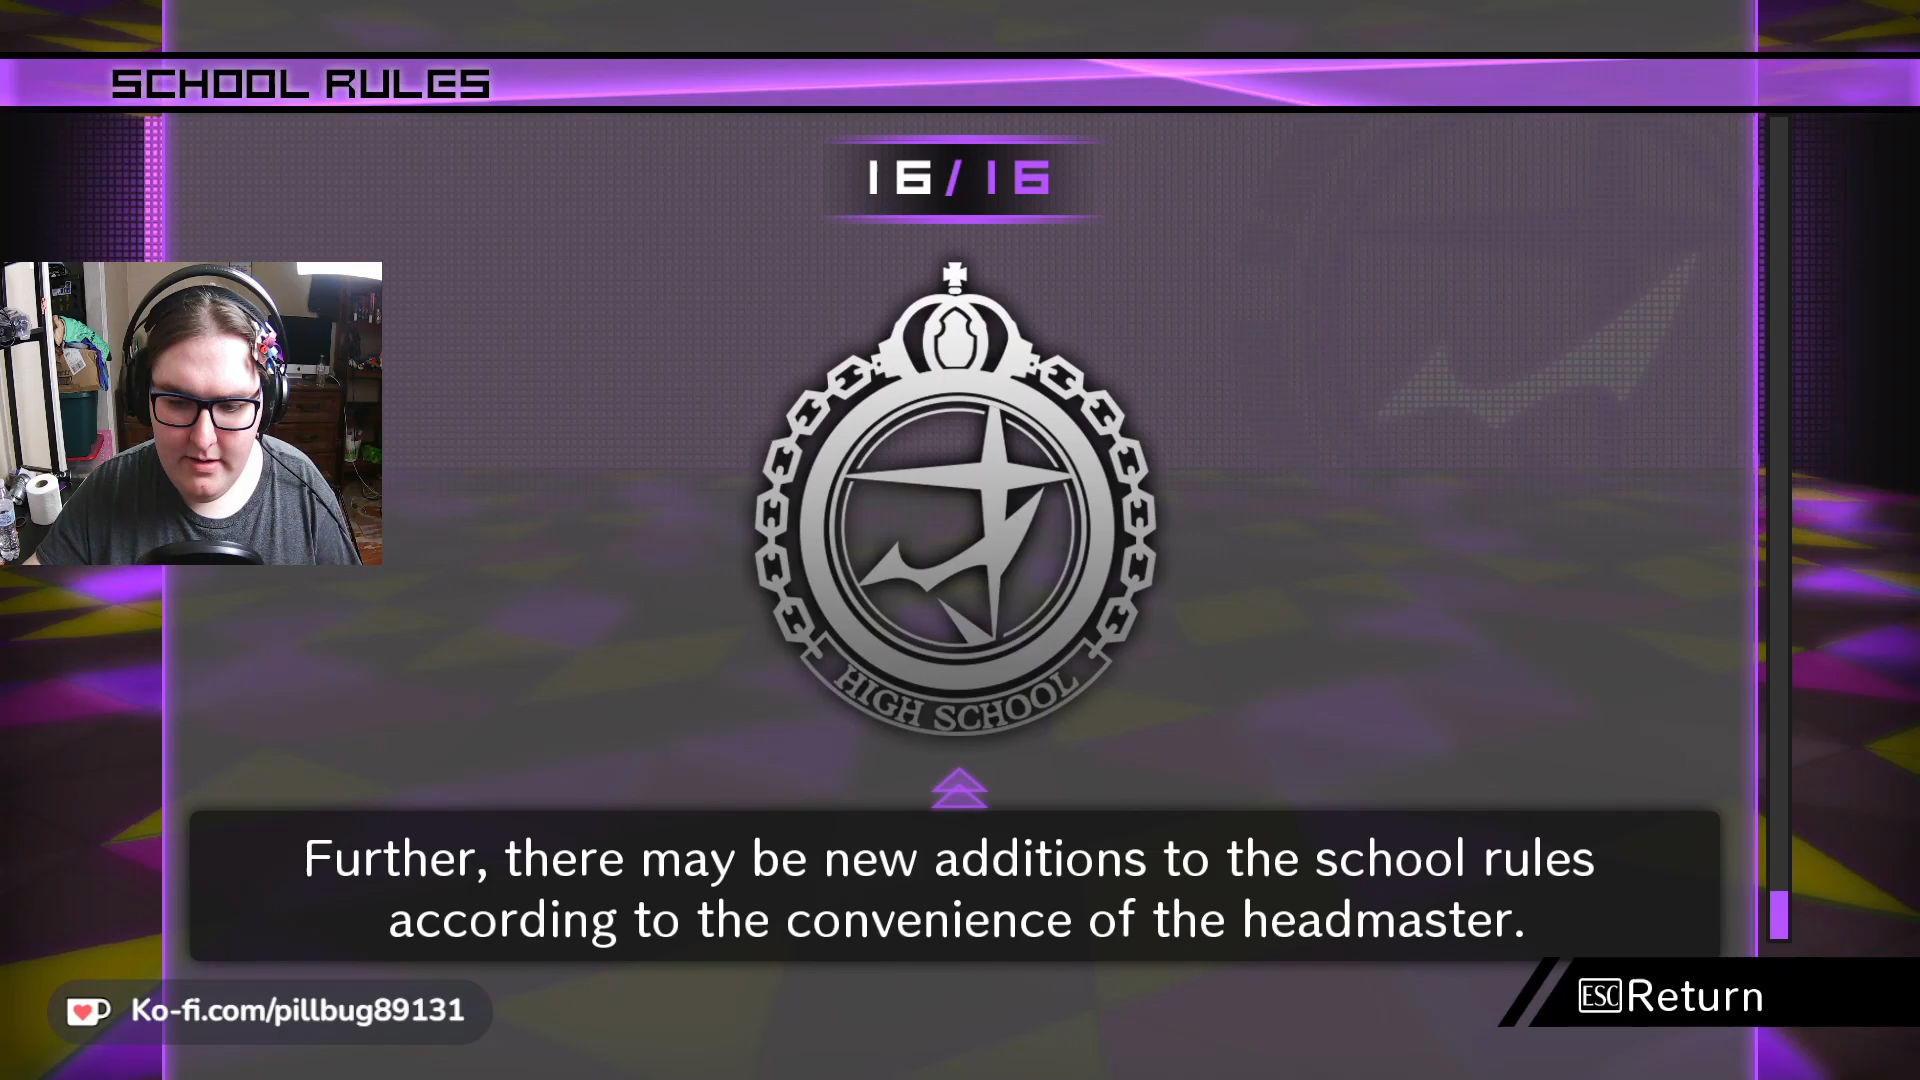 SCHOOL RULES
16/16
HIGH SCHOOL
Further, there may be new additions to the school rules
according to the convenience of the headmaster.
Ko-fi.com/pillbug89131
ESC Return